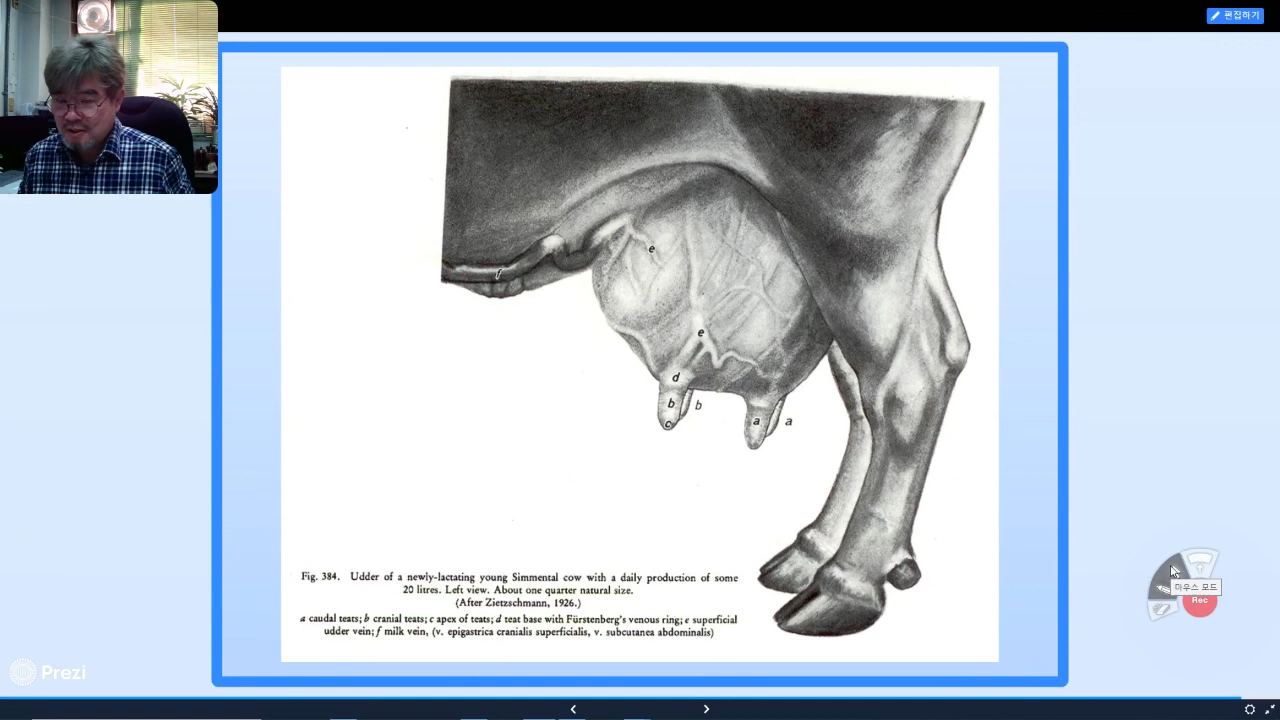 편집하기
f
e
e
d
b
b
c
a
a
Fig. 384. Udder of a newly-lactating young Simmental cow with a daily production of some
20 litres. Left view. About one quarter natural size.
(After Zietzschmann, 1926.)
a caudal teats; b cranial teats; c apex of teats; d teat base with Fürstenberg's venous ring; e superficial
udder vein; f milk vein, (v. epigastrica cranialis superficialis, v. subcutanea abdominalis)
마우스 모드
Rec
Prezi